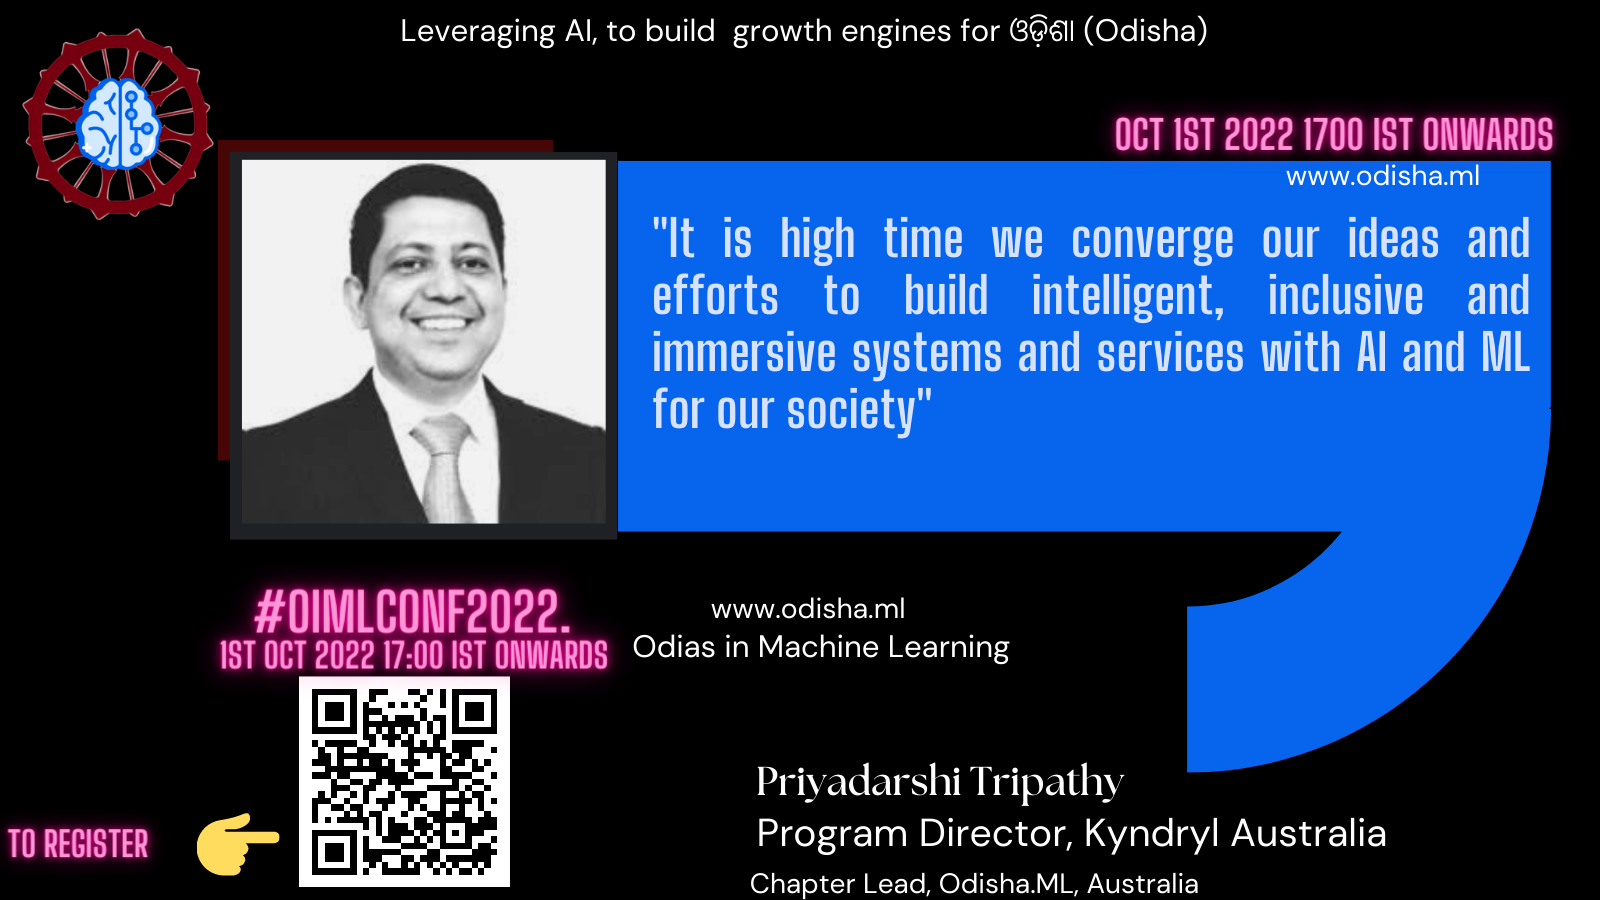 Leveraging AI, to build growth engines for ଓଡ଼ିଶା (Odisha)
OCT 1ST 2022 1700 IST ONWARDS
www.odisha.ml
"It is high time we converge our ideas and
efforts to build intelligent, inclusive and
immersive systems and services with AI and ML
for our society"
#OIMLCONF2022.
1ST OCT 2022 17:00 IST ONWARDS
www.odisha.ml
Odias in Machine Learning
TO REGISTER
Priyadarshi Tripathy
Program Director, Kyndryl Australia
Chapter Lead, Odisha.ML, Australia